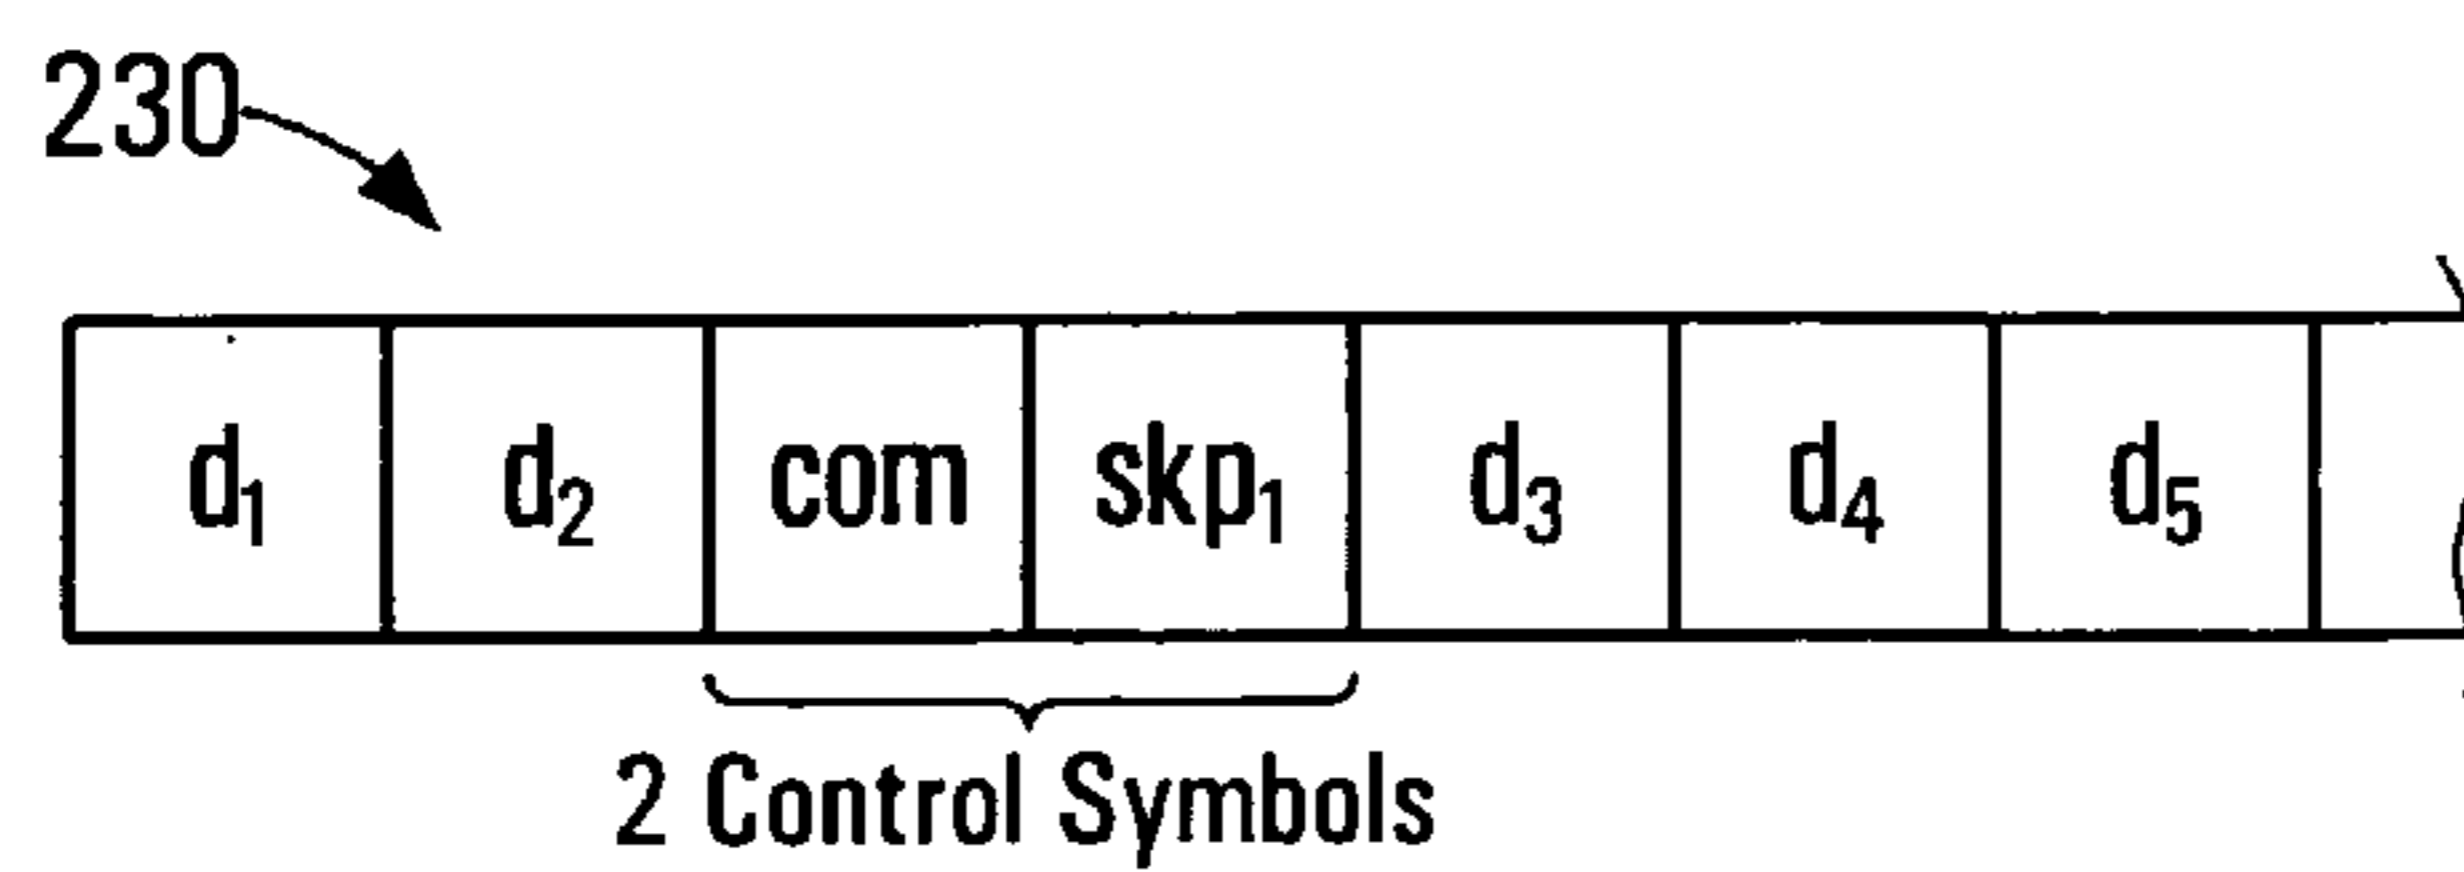 230
d₁ d₂ com skp₁ d₃ d₄ d₅
2 Control Symbols